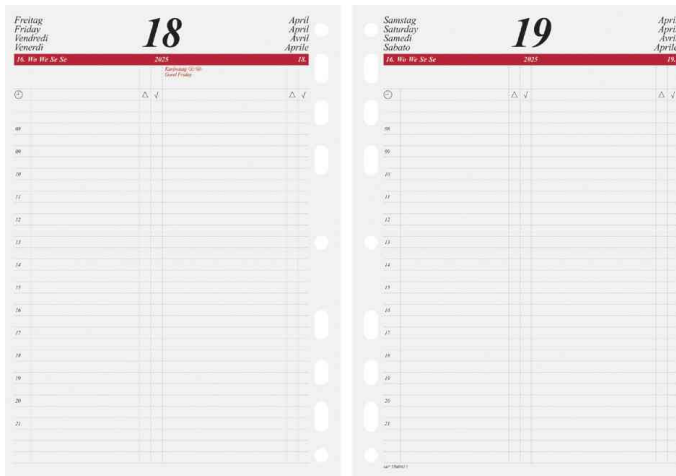 Freitag
Friday
Vendredi
Venerdi
18
April
April
Avril
Aprile
16. Wo We Se Se
2025
18.
Karfreitag
Good Friday
08
09
10
11
12
13
14
15
16
17
18
19
20
21
Samstag
Saturday
Samedi
Sabato
19
April
April
Avril
Aprile
16. Wo We Se Se
2025
19.
08
09
10
11
12
13
14
15
16
17
18
19
20
21